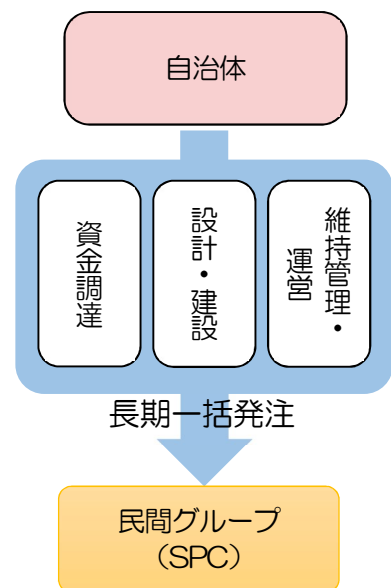 自治体
資金調達
設計・建設
維持管理・
運営
長期一括発注
民間グループ
（SPC）